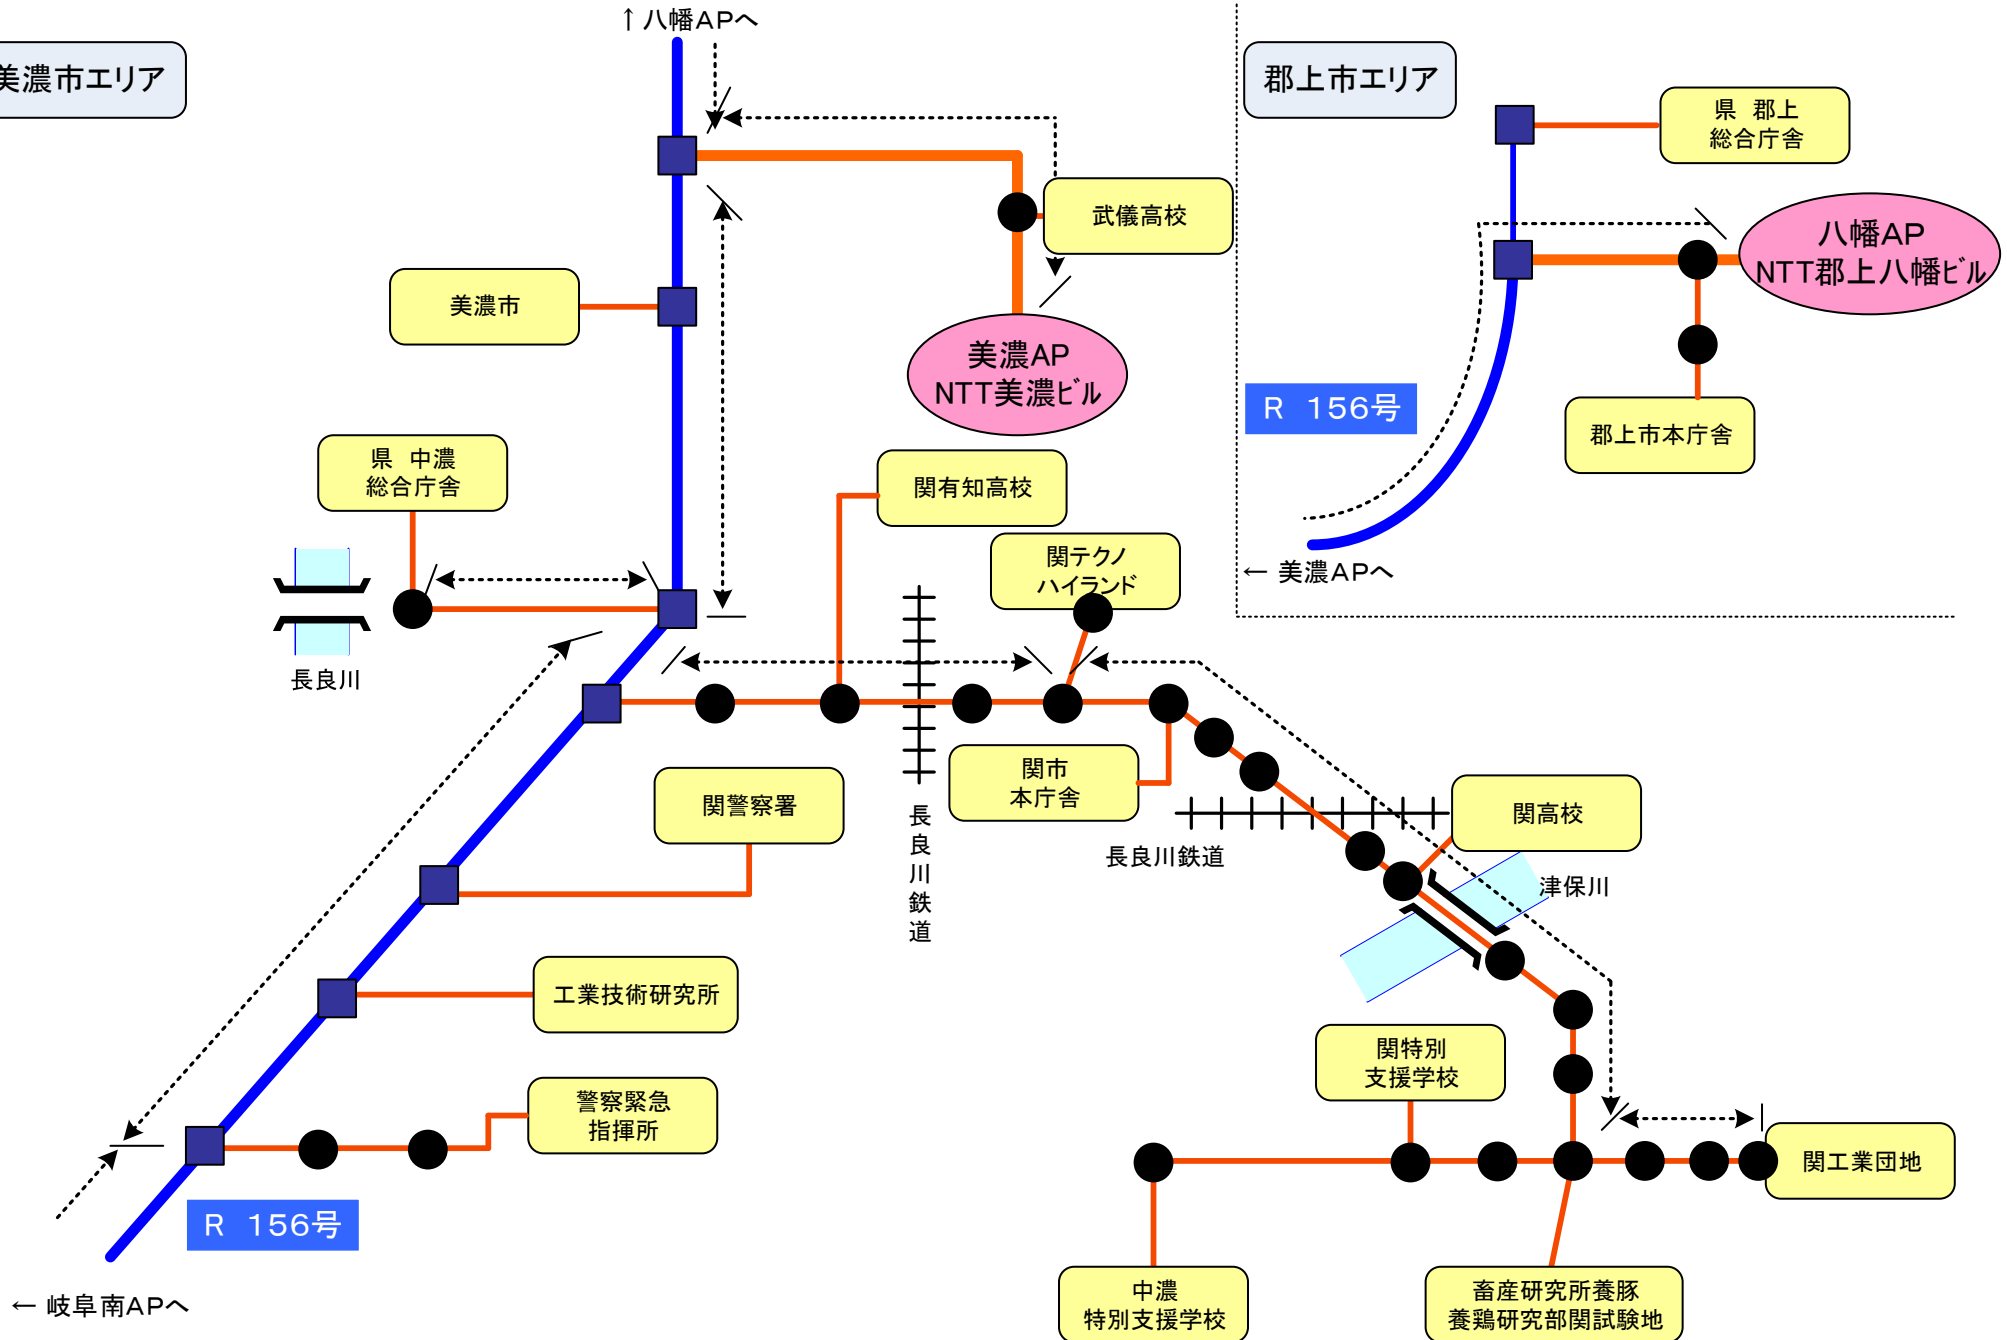 ↑ 八幡APへ
美濃市エリア
郡上市エリア
県 郡上
総合庁舎
武儀高校
八幡AP
NTT郡上八幡ビル
美濃市
美濃AP
NTT美濃ビル
R 156号
郡上市本庁舎
県 中濃
総合庁舎
関有知高校
関テクノ
ハイランド
← 美濃APへ
長良川
関市
本庁舎
関警察署
長良川鉄道
長良川鉄道
関高校
津保川
工業技術研究所
関特別
支援学校
警察緊急
指揮所
関工業団地
R 156号
← 岐阜南APへ
中濃
特別支援学校
畜産研究所養豚
養鶏研究部関試験地